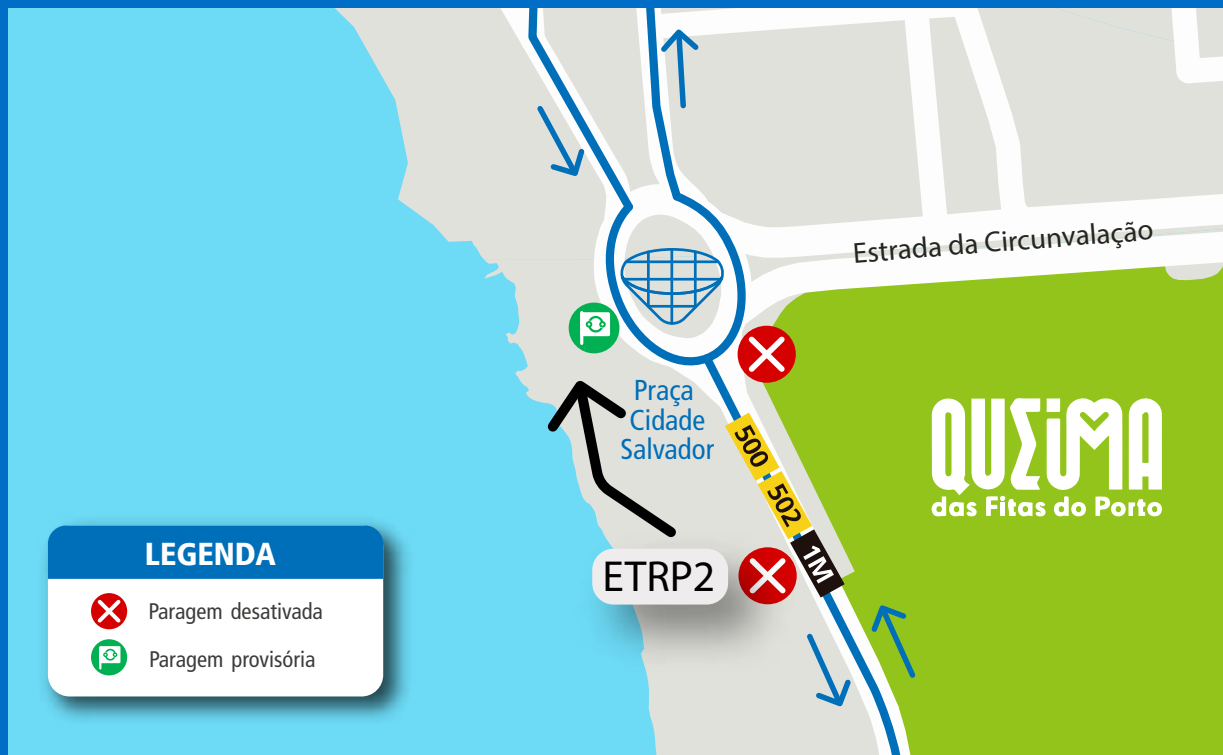 Estrada da Circunvalação
Praça
Cidade
Salvador
500
502
1M
QUEIMA
das Fitas do Porto
ETRP2
LEGENDA
Paragem desativada
Paragem provisória